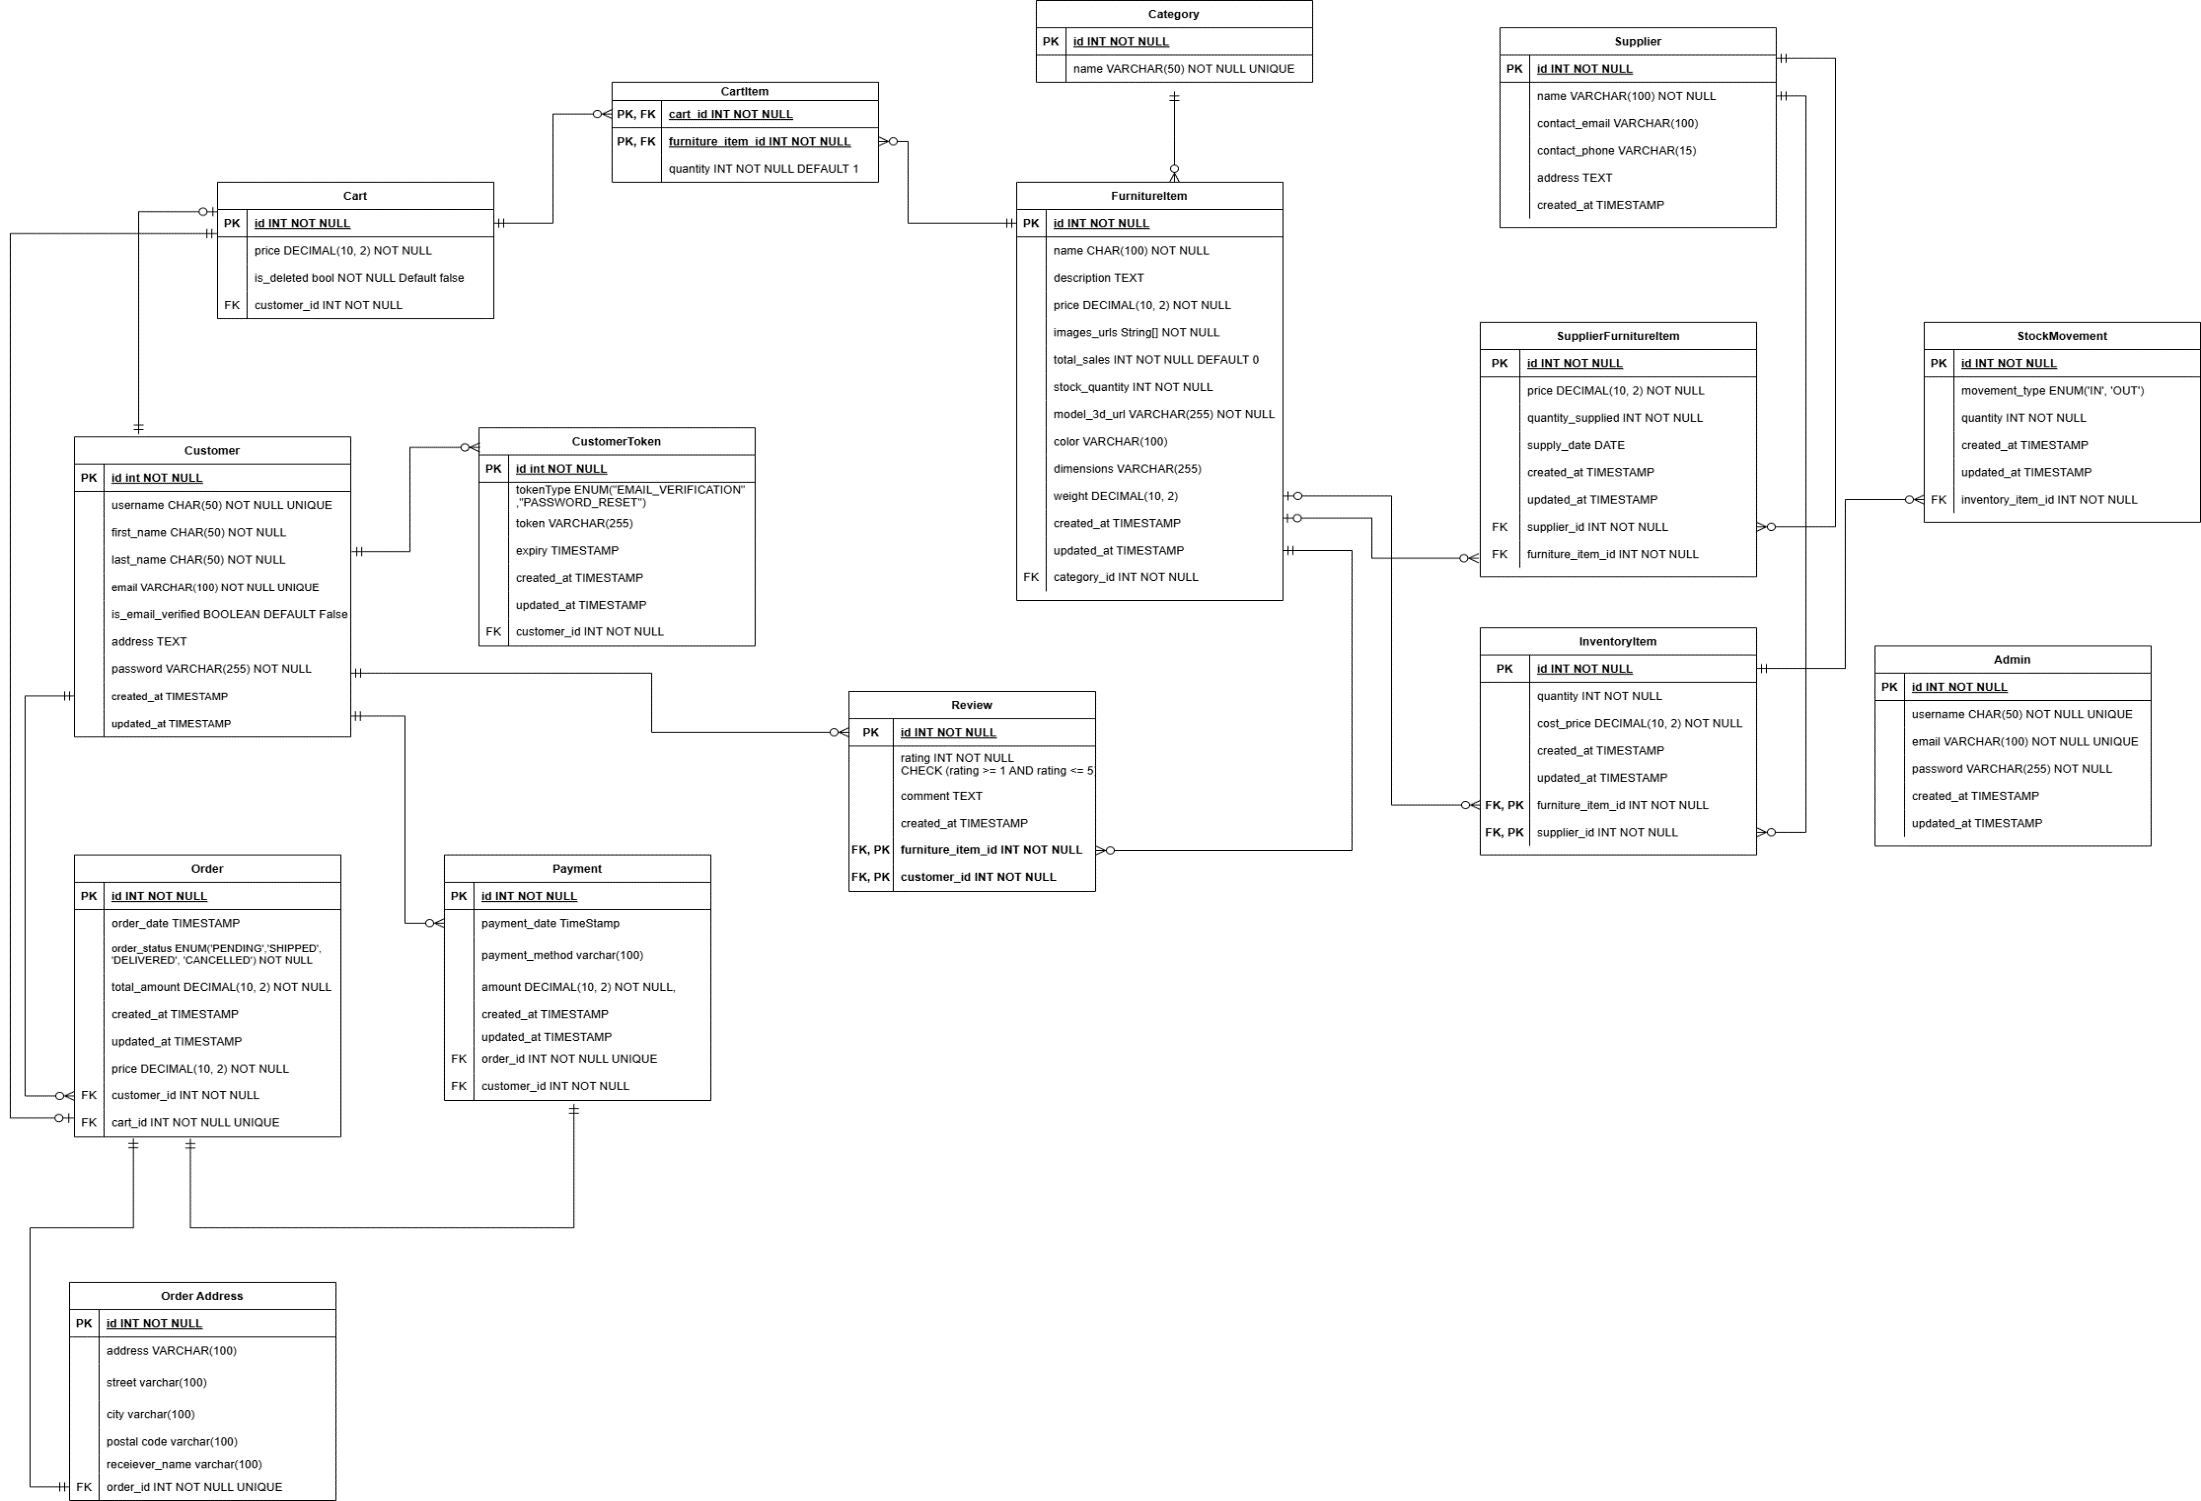 Category
PK id INT NOT NULL
name VARCHAR(50) NOT NULL UNIQUE
Supplier
PK id INT NOT NULL
name VARCHAR(100) NOT NULL
contact_email VARCHAR(100)
contact_phone VARCHAR(15)
address TEXT
created_at TIMESTAMP
CartItem
PK, FK cart_id INT NOT NULL
PK, FK furniture_item_id INT NOT NULL
quantity INT NOT NULL DEFAULT 1
Cart
PK id INT NOT NULL
price DECIMAL(10, 2) NOT NULL
is_deleted bool NOT NULL Default false
FK customer_id INT NOT NULL
FurnitureItem
PK id INT NOT NULL
name CHAR(100) NOT NULL
description TEXT
price DECIMAL(10, 2) NOT NULL
images_urls String[] NOT NULL
total_sales INT NOT NULL DEFAULT 0
stock_quantity INT NOT NULL
model_3d_url VARCHAR(255) NOT NULL
color VARCHAR(100)
dimensions VARCHAR(255)
weight DECIMAL(10, 2)
created_at TIMESTAMP
updated_at TIMESTAMP
FK category_id INT NOT NULL
SupplierFurnitureItem
PK id INT NOT NULL
price DECIMAL(10, 2) NOT NULL
quantity_supplied INT NOT NULL
supply_date DATE
created_at TIMESTAMP
updated_at TIMESTAMP
FK supplier_id INT NOT NULL
FK furniture_item_id INT NOT NULL
StockMovement
PK id INT NOT NULL
movement_type ENUM('IN', 'OUT')
quantity INT NOT NULL
created_at TIMESTAMP
updated_at TIMESTAMP
FK inventory_item_id INT NOT NULL
Customer
PK id int NOT NULL
username CHAR(50) NOT NULL UNIQUE
first_name CHAR(50) NOT NULL
last_name CHAR(50) NOT NULL
email VARCHAR(100) NOT NULL UNIQUE
is_email_verified BOOLEAN DEFAULT False
address TEXT
password VARCHAR(255) NOT NULL
created_at TIMESTAMP
updated_at TIMESTAMP
CustomerToken
PK id int NOT NULL
tokenType ENUM("EMAIL_VERIFICATION"
,"PASSWORD_RESET")
token VARCHAR(255)
expiry TIMESTAMP
created_at TIMESTAMP
updated_at TIMESTAMP
FK customer_id INT NOT NULL
InventoryItem
PK id INT NOT NULL
quantity INT NOT NULL
cost_price DECIMAL(10, 2) NOT NULL
created_at TIMESTAMP
updated_at TIMESTAMP
FK, PK furniture_item_id INT NOT NULL
FK, PK supplier_id INT NOT NULL
Admin
PK id INT NOT NULL
username CHAR(50) NOT NULL UNIQUE
email VARCHAR(100) NOT NULL UNIQUE
password VARCHAR(255) NOT NULL
created_at TIMESTAMP
updated_at TIMESTAMP
Review
PK id INT NOT NULL
rating INT NOT NULL
CHECK (rating >= 1 AND rating <= 5)
comment TEXT
created_at TIMESTAMP
FK, PK furniture_item_id INT NOT NULL
FK, PK customer_id INT NOT NULL
Order
PK id INT NOT NULL
order_date TIMESTAMP
order_status ENUM('PENDING','SHIPPED',
'DELIVERED', 'CANCELLED') NOT NULL
total_amount DECIMAL(10, 2) NOT NULL
created_at TIMESTAMP
updated_at TIMESTAMP
price DECIMAL(10, 2) NOT NULL
FK customer_id INT NOT NULL
FK cart_id INT NOT NULL UNIQUE
Payment
PK id INT NOT NULL
payment_date TimeStamp
payment_method varchar(100)
amount DECIMAL(10, 2) NOT NULL,
created_at TIMESTAMP
updated_at TIMESTAMP
FK order_id INT NOT NULL UNIQUE
FK customer_id INT NOT NULL
Order Address
PK id INT NOT NULL
address VARCHAR(100)
street varchar(100)
city varchar(100)
postal code varchar(100)
receiever_name varchar(100)
FK order_id INT NOT NULL UNIQUE